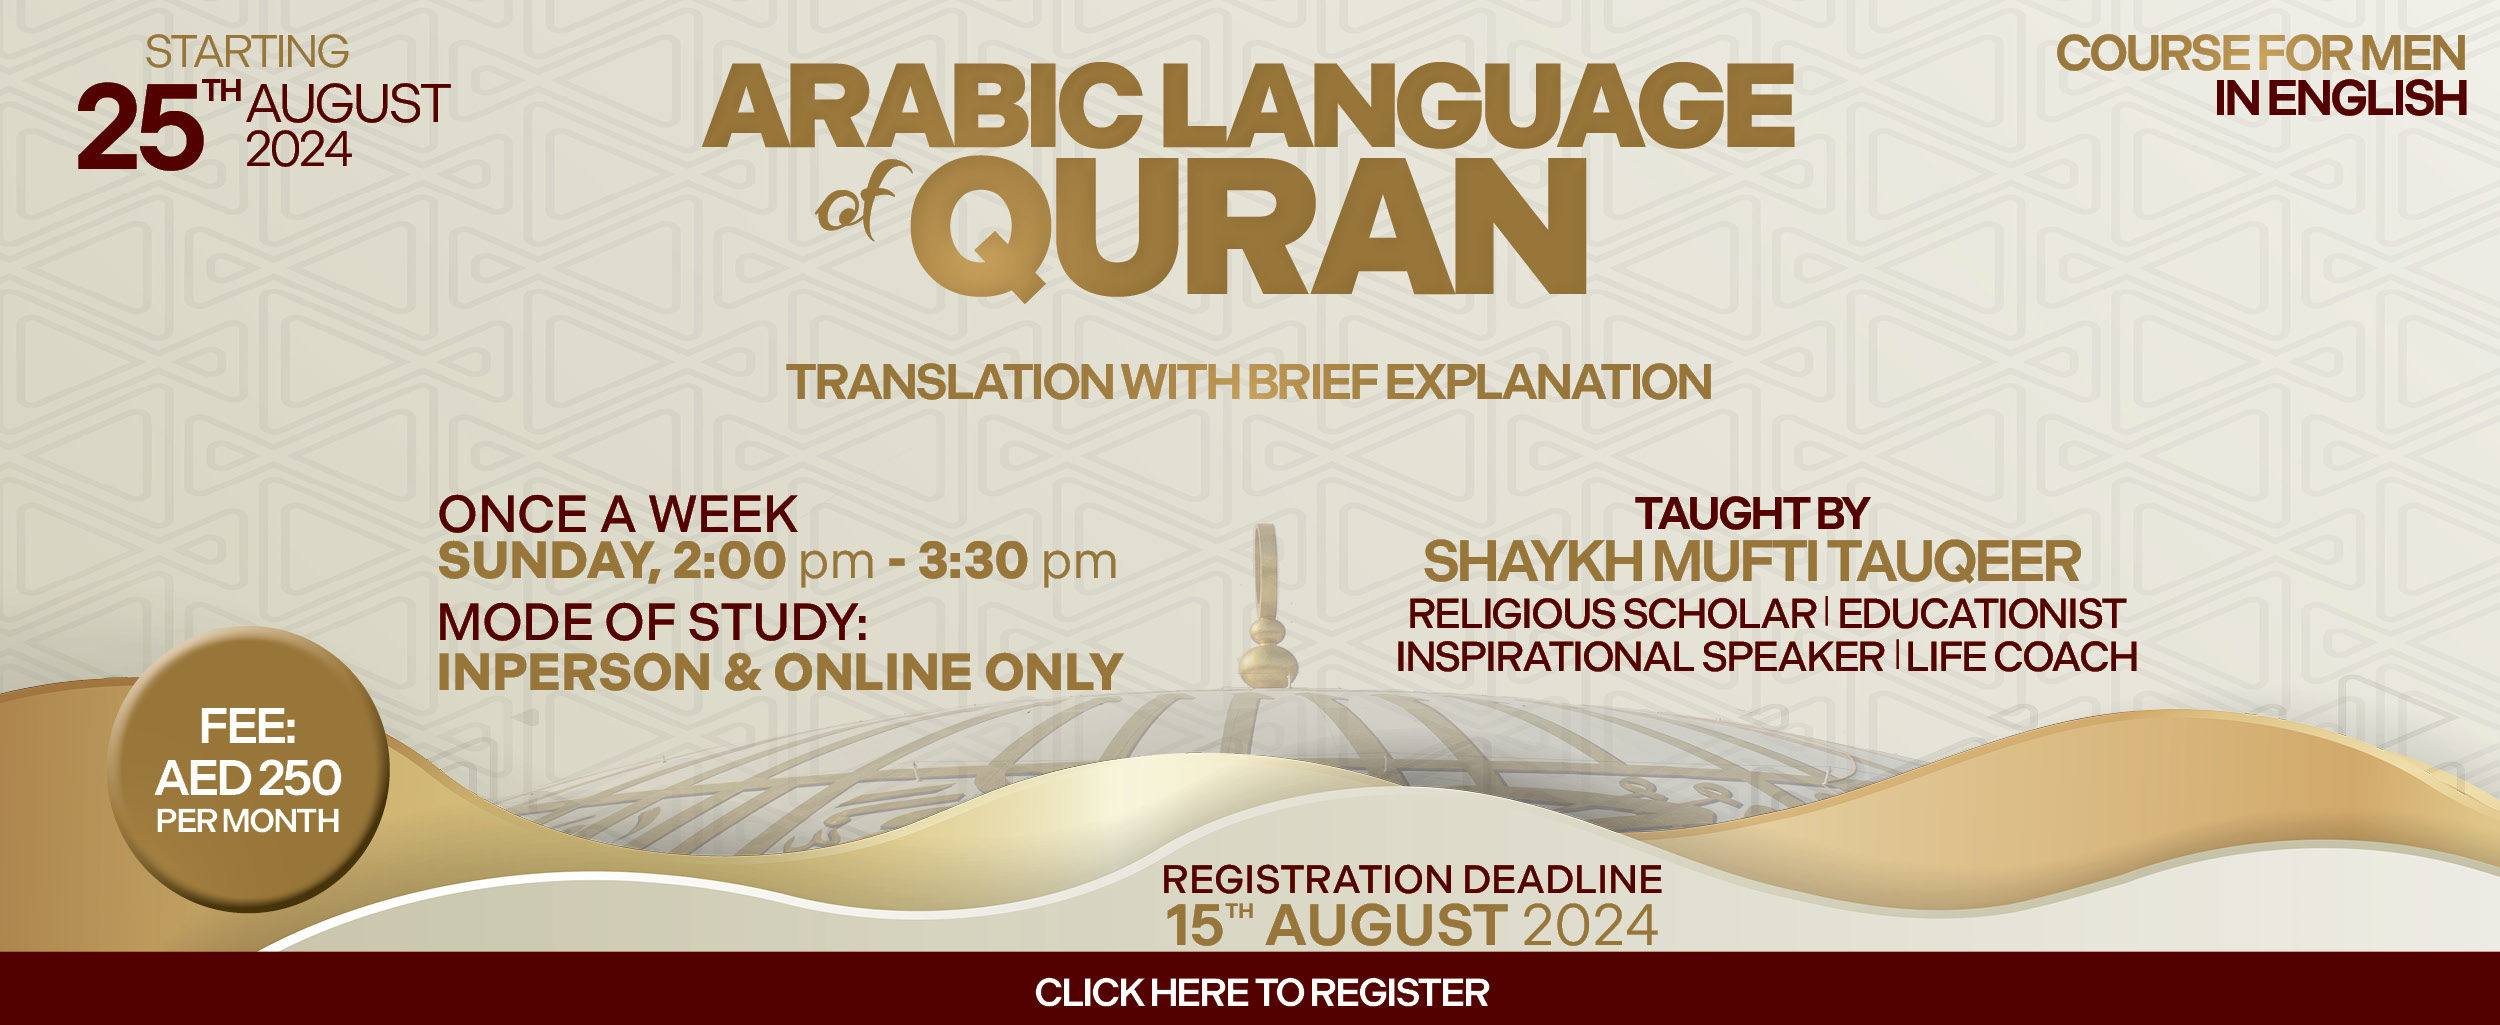 STARTING
25TH AUGUST
2024
COURSE FOR MEN
IN ENGLISH
ARABIC LANGUAGE
of QURAN
TRANSLATION WITH BRIEF EXPLANATION
ONCE A WEEK
SUNDAY, 2:00 pm - 3:30 pm
MODE OF STUDY:
INPERSON & ONLINE ONLY
TAUGHT BY
SHAYKH MUFTI TAUQEER
RELIGIOUS SCHOLAR | EDUCATIONIST
INSPIRATIONAL SPEAKER | LIFE COACH
FEE:
AED 250
PER MONTH
REGISTRATION DEADLINE
15TH AUGUST 2024
CLICK HERE TO REGISTER